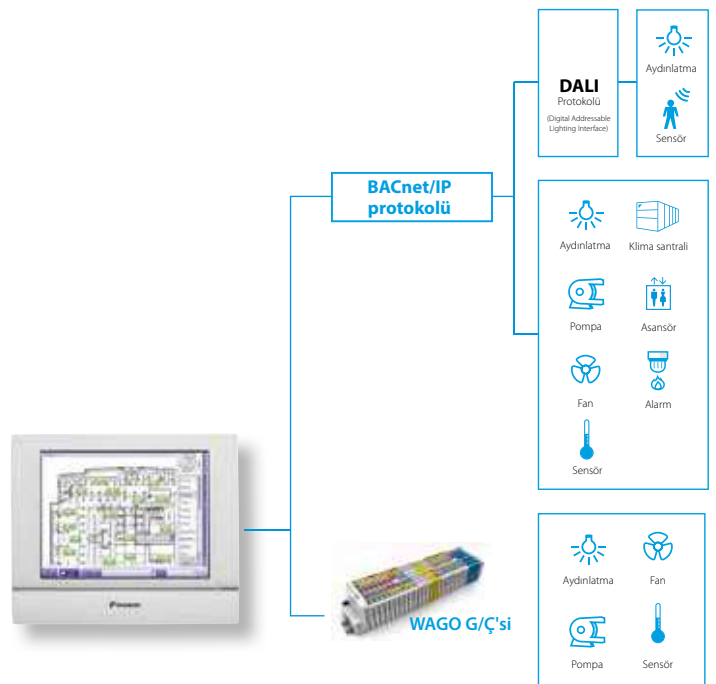 Aydınlatma
DALI
Protokolü
(Digital Addressable
Lighting Interface)
Sensör
BACnet/IP
protokolü
Aydınlatma
Klima santrali
Pompa
Asansör
Fan
Alarm
Sensör
WAGO G/Ç'si
Aydınlatma
Fan
Pompa
Sensör